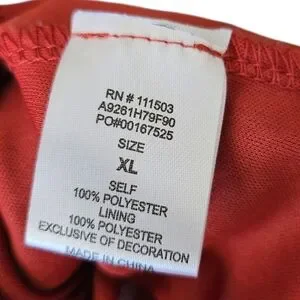 RN # 111503
A9261H79F90
PO#00167525
SIZE
XL
SELF
100% POLYESTER
LINING
100% POLYESTER
EXCLUSIVE OF DECORATION
MADE IN CHINA